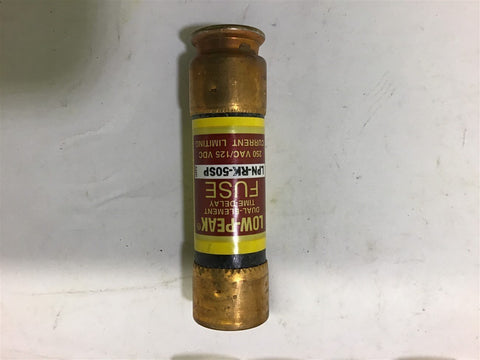 LOW-PEAK®
DUAL-ELEMENT
TIME-DELAY
FUSE
LPN-RK-50SP
250 VAC/125 VDC
CURRENT LIMITING